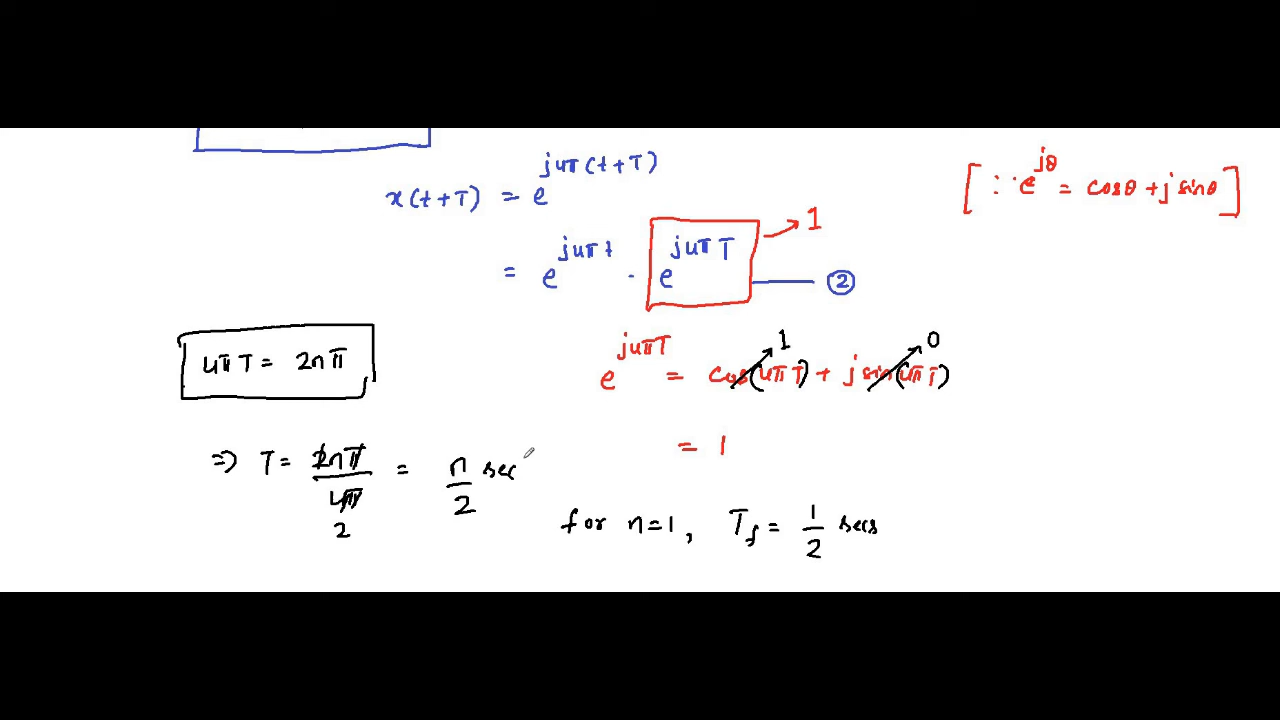 x(t+T) = e^{j4π(t+T)}
[∵ e^{jθ} = cosθ + j sinθ]
= e^{j4πt} · e^{j4πT} → 1
②
4πT = 2nπ
e^{j4πT} = cos(4πT) + j sin(4πT)
1 0
= 1
⇒ T = 2nπ/4π = n/2 sec
2
for n=1, T_f = 1/2 secs